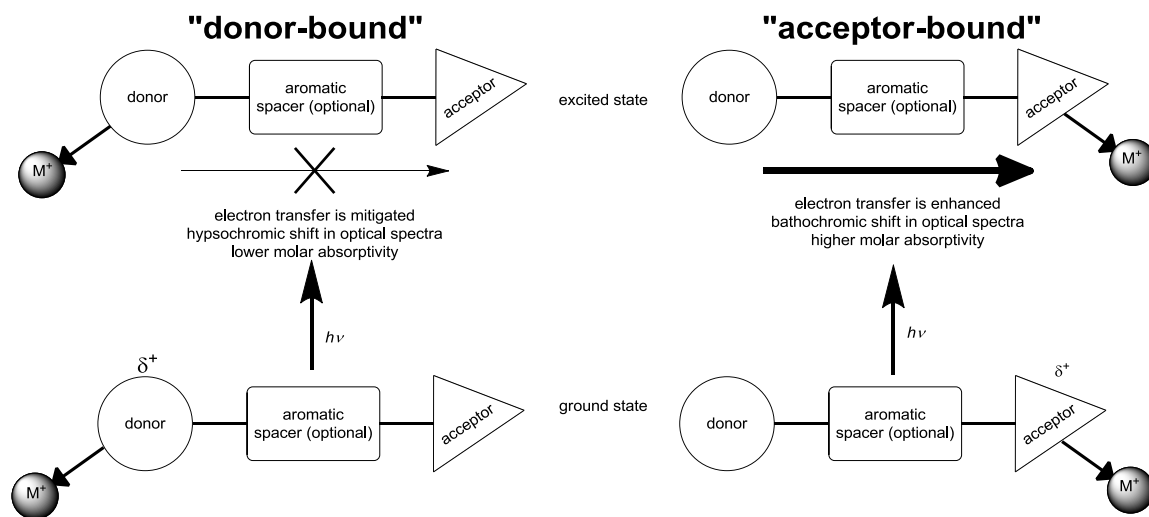 "donor-bound"
donor
aromatic
spacer (optional)
acceptor
M+
electron transfer is mitigated
hypsochromic shift in optical spectra
lower molar absorptivity
hν
δ+
donor
aromatic
spacer (optional)
acceptor
M+
excited state
ground state
"acceptor-bound"
donor
aromatic
spacer (optional)
acceptor
M+
electron transfer is enhanced
bathochromic shift in optical spectra
higher molar absorptivity
hν
δ+
donor
aromatic
spacer (optional)
acceptor
M+